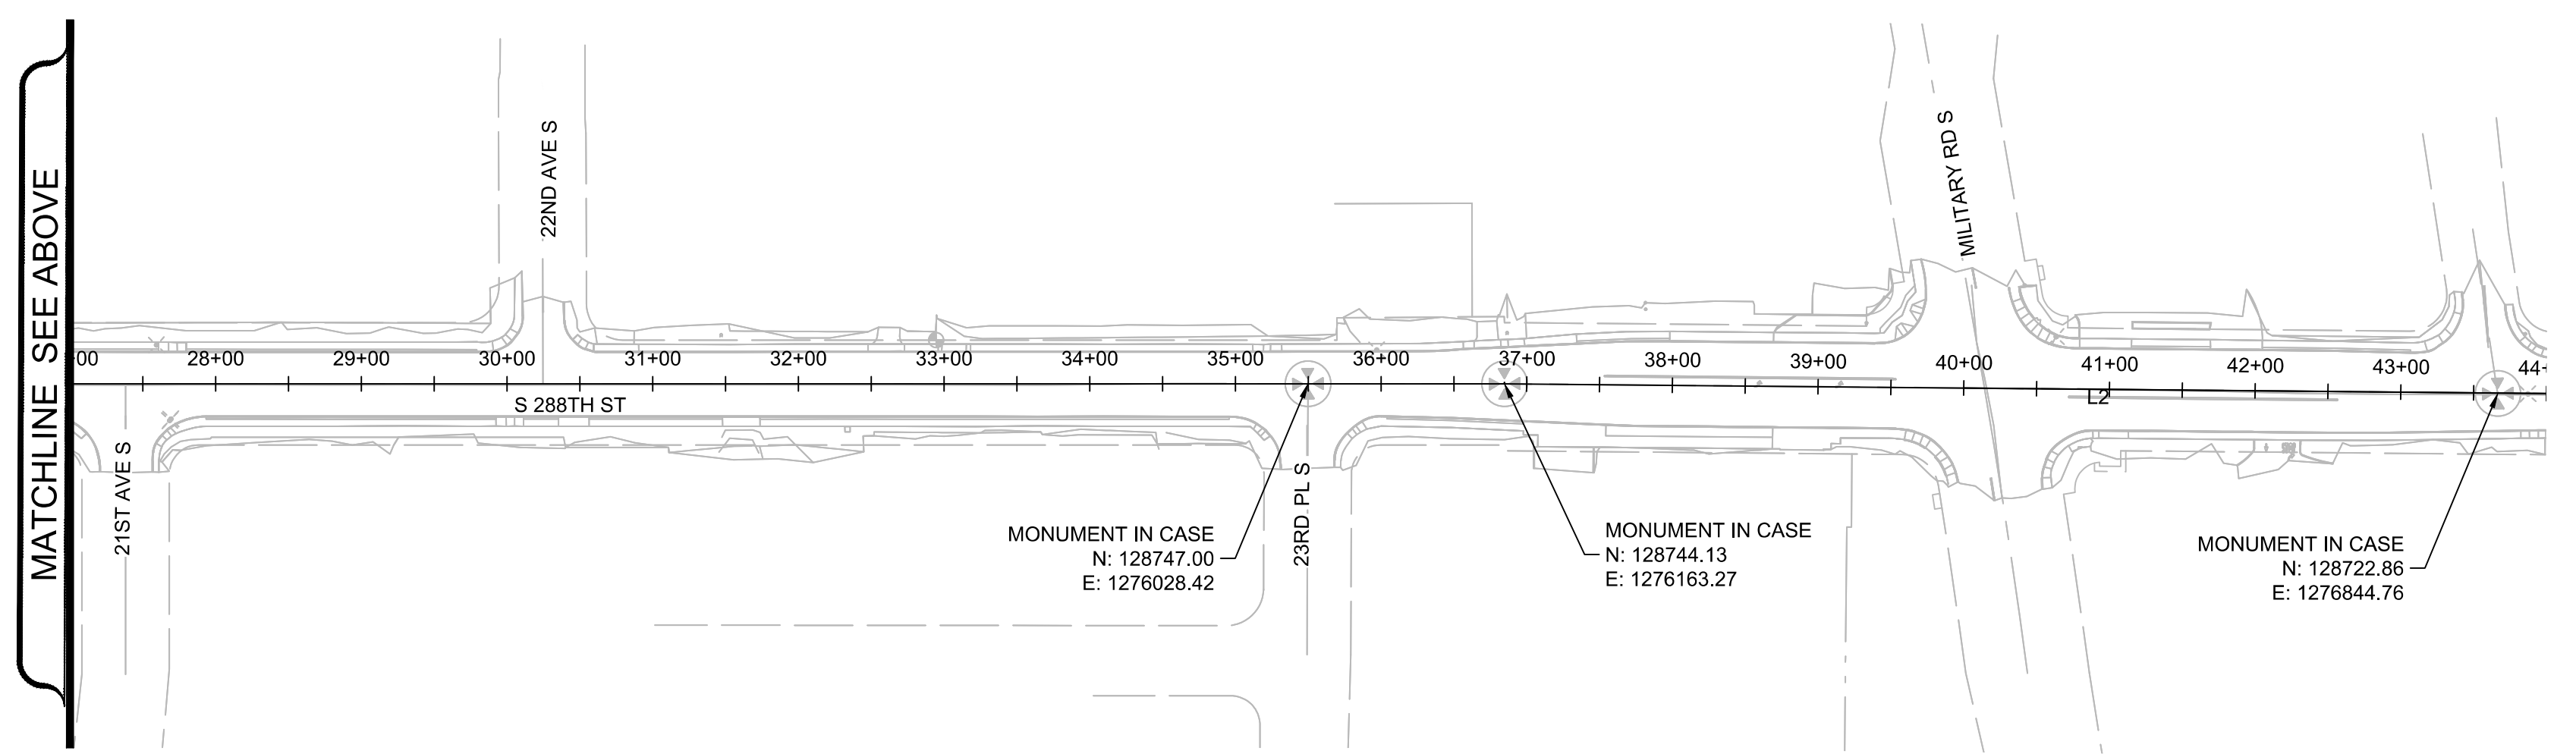 MATCHLINE SEE ABOVE
22ND AVE S
MILITARY RD S
00 28+00 29+00 30+00 31+00 32+00 33+00 34+00 35+00 36+00 37+00 38+00 39+00 40+00 41+00 42+00 43+00 44+
S 288TH ST
L2
21ST AVE S
23RD PL S
MONUMENT IN CASE
N: 128747.00
E: 1276028.42
MONUMENT IN CASE
N: 128744.13
E: 1276163.27
MONUMENT IN CASE
N: 128722.86
E: 1276844.76